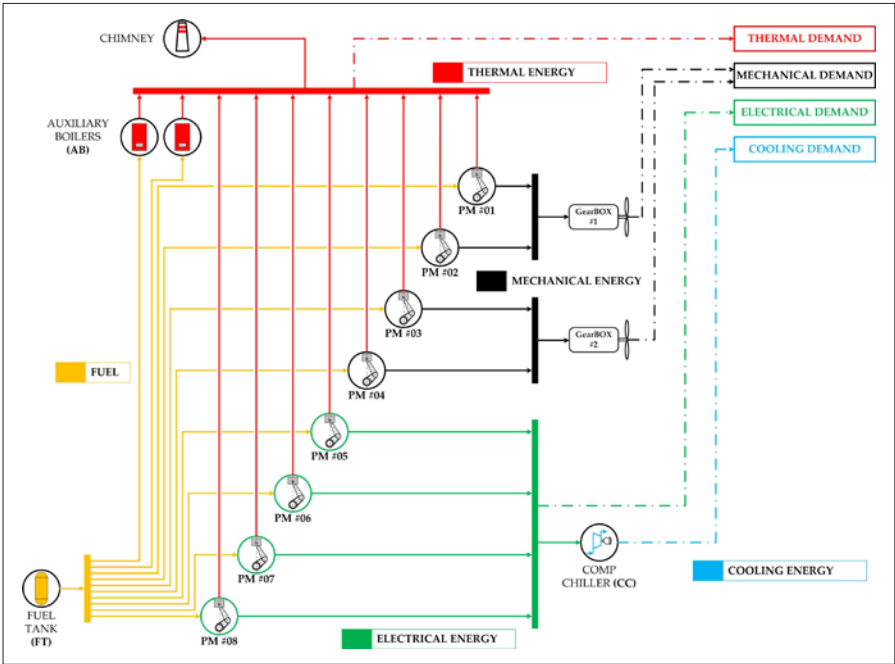 CHIMNEY
THERMAL DEMAND
MECHANICAL DEMAND
ELECTRICAL DEMAND
COOLING DEMAND
THERMAL ENERGY
AUXILIARY
BOILERS
(AB)
PM #01
GearBOX
#1
PM #02
MECHANICAL ENERGY
PM #03
GearBOX
#2
FUEL
PM #04
PM #05
PM #06
PM #07
COMP
CHILLER (CC)
COOLING ENERGY
FUEL
TANK
(FT)
PM #08
ELECTRICAL ENERGY